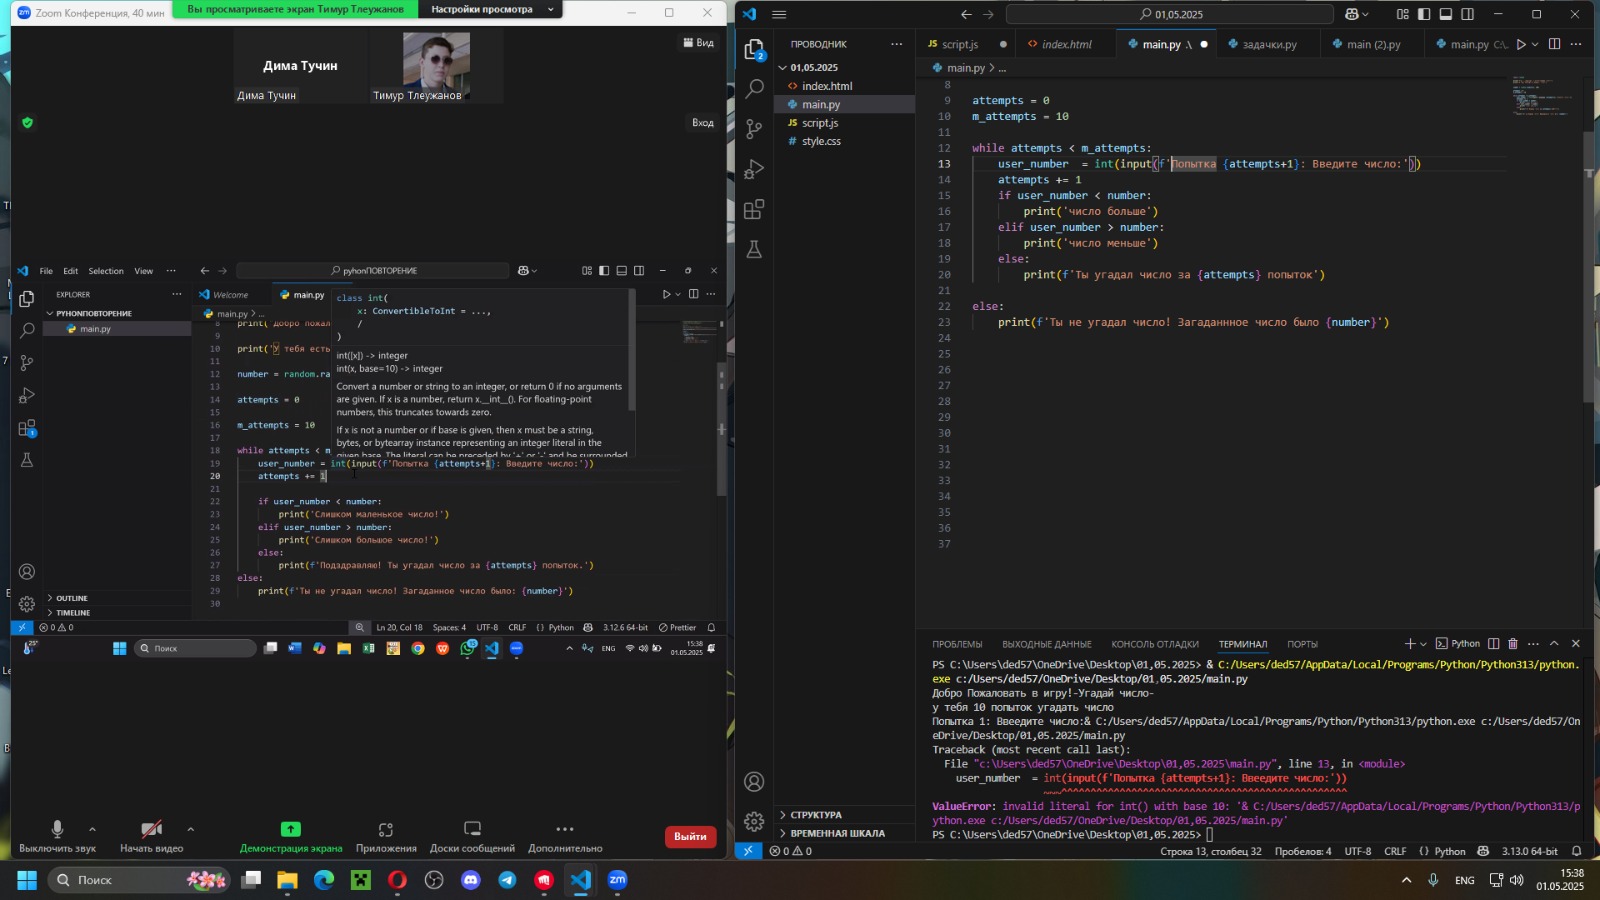 Zoom Конференция, 40 мин
Вы просматриваете экран Тимур Тлеужанов
Настройки просмотра
Вид
Дима Тучин
Дима Тучин
Тимур Тлеужанов
Вход
File Edit Selection View ···
pyhonПОВТОРЕНИЕ
EXPLORER
Welcome
main.py
PYHONПОВТОРЕНИЕ
main.py
main.py > ...
8 print('Добро пожал
9
10 print('У тебя есть
11
12 number = random.ra
13
14 attempts = 0
15
16 m_attempts = 10
17
18 while attempts < m
19 user_number = int(input(f'Попытка {attempts+1}: Введите число:'))
20 attempts += 1
21
22 if user_number < number:
23 print('Слишком маленькое число!')
24 elif user_number > number:
25 print('Слишком большое число!')
26 else:
27 print(f'Подздравляю! Ты угадал число за {attempts} попыток.')
28 else:
29 print(f'Ты не угадал число! Загаданное число было: {number}')
30
class int(
x: ConvertibleToInt = ...,
/
)
int([x]) -> integer
int(x, base=10) -> integer
Convert a number or string to an integer, or return 0 if no arguments
are given. If x is a number, return x.__int__(). For floating-point
numbers, this truncates towards zero.
If x is not a number or if base is given, then x must be a string,
bytes, or bytearray instance representing an integer literal in the
given base. The literal can be preceded by '+' or '-' and be surrounded
OUTLINE
TIMELINE
0 0
Ln 20, Col 18 Spaces: 4 UTF-8 CRLF {} Python 3.12.6 64-bit Prettier
25°
Поиск
ENG
15:38
01.05.2025
Выключить звук
Начать видео
Демонстрация экрана
Приложения
Доски сообщений
Дополнительно
Выйти
01,05.2025
ПРОВОДНИК
01,05.2025
index.html
main.py
script.js
style.css
СТРУКТУРА
ВРЕМЕННАЯ ШКАЛА
script.js
index.html
main.py .\
задачки.py
main (2).py
main.py C:\.
main.py > ...
8
9 attempts = 0
10 m_attempts = 10
11
12 while attempts < m_attempts:
13 user_number  = int(input(f'Попытка {attempts+1}: Введите число:'))
14 attempts += 1
15 if user_number < number:
16 print('число больше')
17 elif user_number > number:
18 print('число меньше')
19 else:
20 print(f'Ты угадал число за {attempts} попыток')
21
22 else:
23 print(f'Ты не угадал число! Загаданнное число было {number}')
24
25
26
27
28
29
30
31
32
33
34
35
36
37
ПРОБЛЕМЫ ВЫХОДНЫЕ ДАННЫЕ КОНСОЛЬ ОТЛАДКИ ТЕРМИНАЛ ПОРТЫ
Python
PS C:\Users\ded57\OneDrive\Desktop\01,05.2025> & C:/Users/ded57/AppData/Local/Programs/Python/Python313/python.
exe c:/Users/ded57/OneDrive/Desktop/01,05.2025/main.py
Добро Пожаловать в игру!-Угадай число-
у тебя 10 попыток угадать число
Попытка 1: Ввеедите число:& C:/Users/ded57/AppData/Local/Programs/Python/Python313/python.exe c:/Users/ded57/On
eDrive/Desktop/01,05.2025/main.py
Traceback (most recent call last):
File "c:\Users\ded57\OneDrive\Desktop\01,05.2025\main.py", line 13, in <module>
user_number  = int(input(f'Попытка {attempts+1}: Ввеедите число:'))
ValueError: invalid literal for int() with base 10: '& C:/Users/ded57/AppData/Local/Programs/Python/Python313/p
ython.exe c:/Users/ded57/OneDrive/Desktop/01,05.2025/main.py'
PS C:\Users\ded57\OneDrive\Desktop\01,05.2025>
0 0
Строка 13, столбец 32 Пробелов: 4 UTF-8 CRLF {} Python 3.13.0 64-bit
Поиск
ENG
15:38
01.05.2025